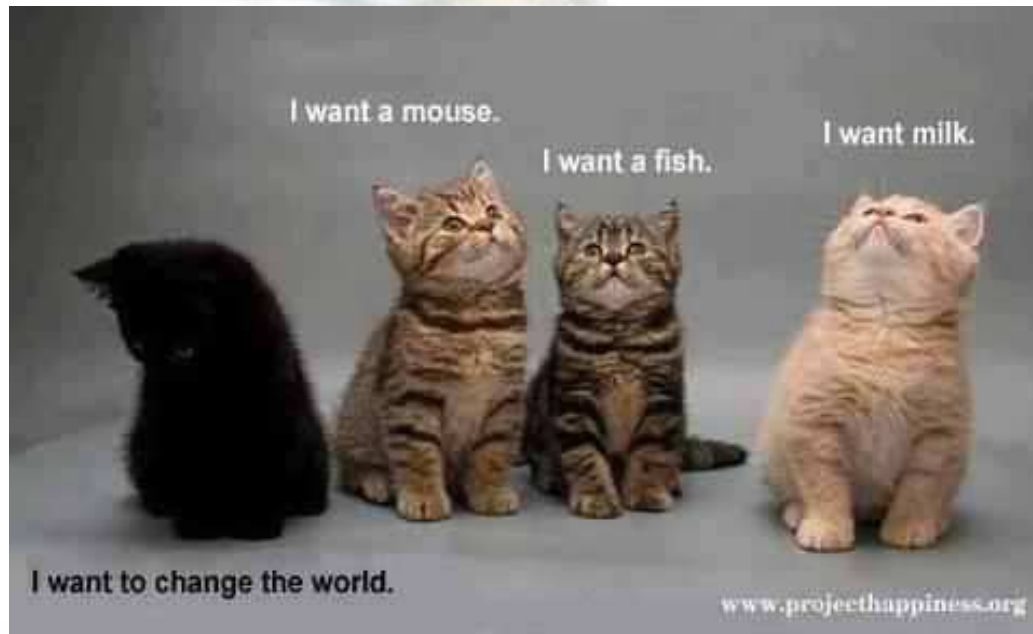 I want a mouse.
I want a fish.
I want milk.
I want to change the world.
www.projecthappiness.org